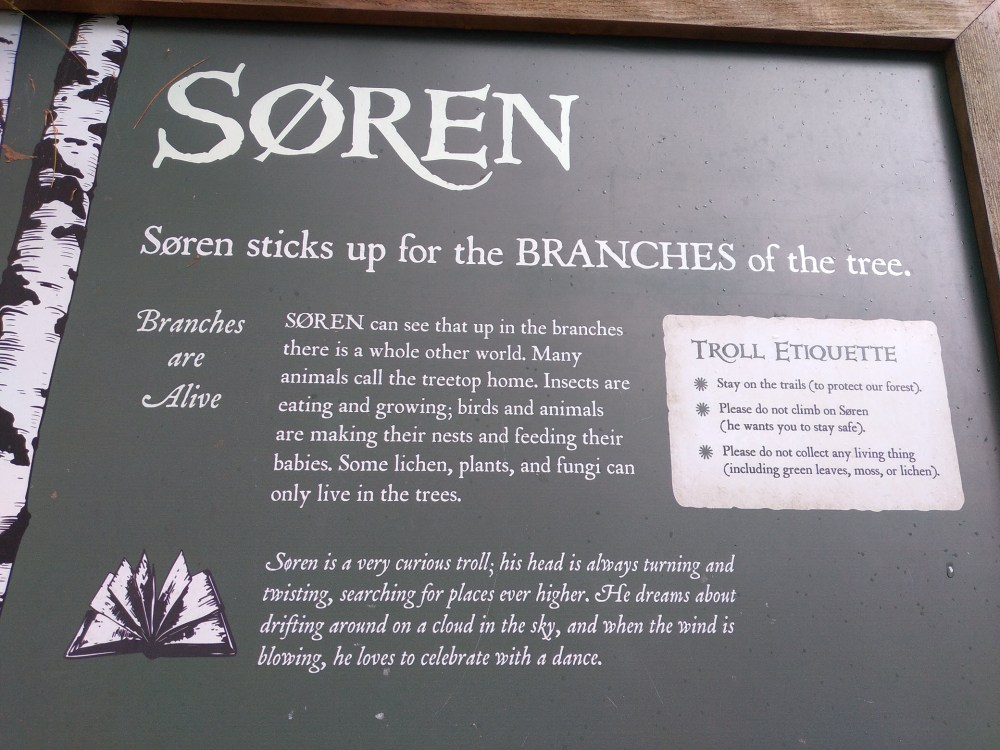 SØREN
Søren sticks up for the BRANCHES of the tree.
Branches
are
Alive
SØREN can see that up in the branches
there is a whole other world. Many
animals call the treetop home. Insects are
eating and growing; birds and animals
are making their nests and feeding their
babies. Some lichen, plants, and fungi can
only live in the trees.
TROLL ETIQUETTE
Stay on the trails (to protect our forest).
Please do not climb on Søren
(he wants you to stay safe).
Please do not collect any living thing
(including green leaves, moss, or lichen).
Søren is a very curious troll; his head is always turning and
twisting, searching for places ever higher. He dreams about
drifting around on a cloud in the sky, and when the wind is
blowing, he loves to celebrate with a dance.